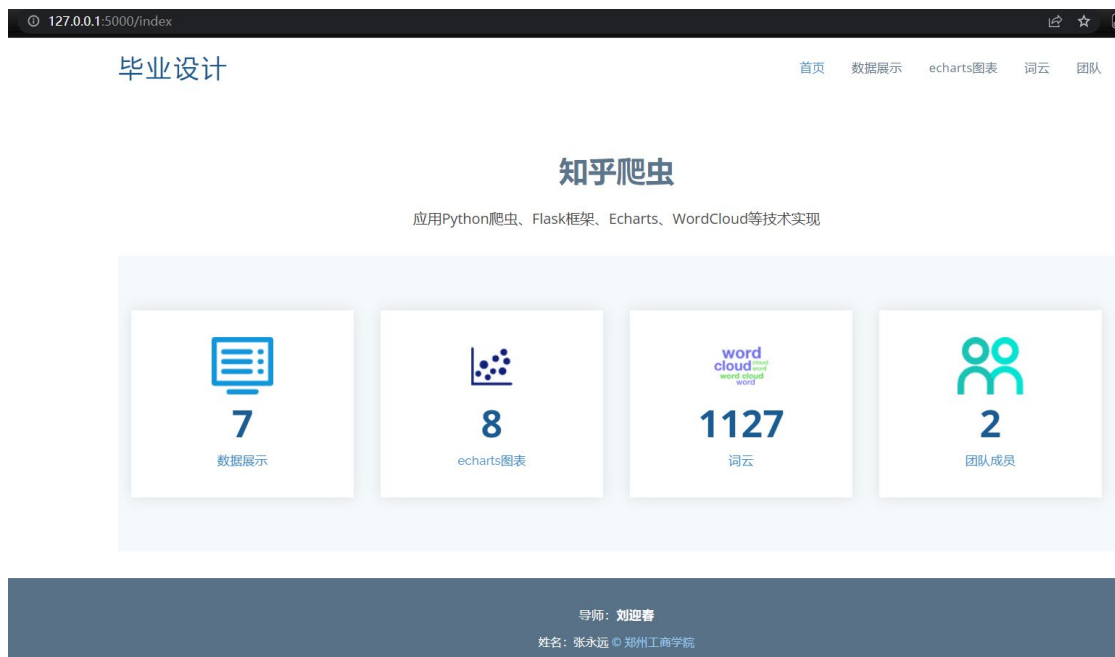 127.0.0.1:5000/index
毕业设计
首页 数据展示 echarts图表 词云 团队
知乎爬虫
应用Python爬虫、Flask框架、Echarts、WordCloud等技术实现
word
cloud cloud
word
word cloud
word
7 8 1127 2
数据展示 echarts图表 词云 团队成员
导师：刘迎春
姓名：张永远 © 郑州工商学院